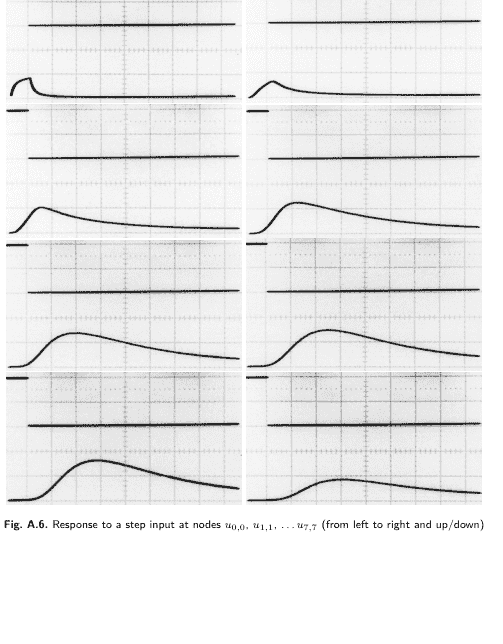 Fig. A.6. Response to a step input at nodes u0,0, u1,1, ...u7,7 (from left to right and up/down)